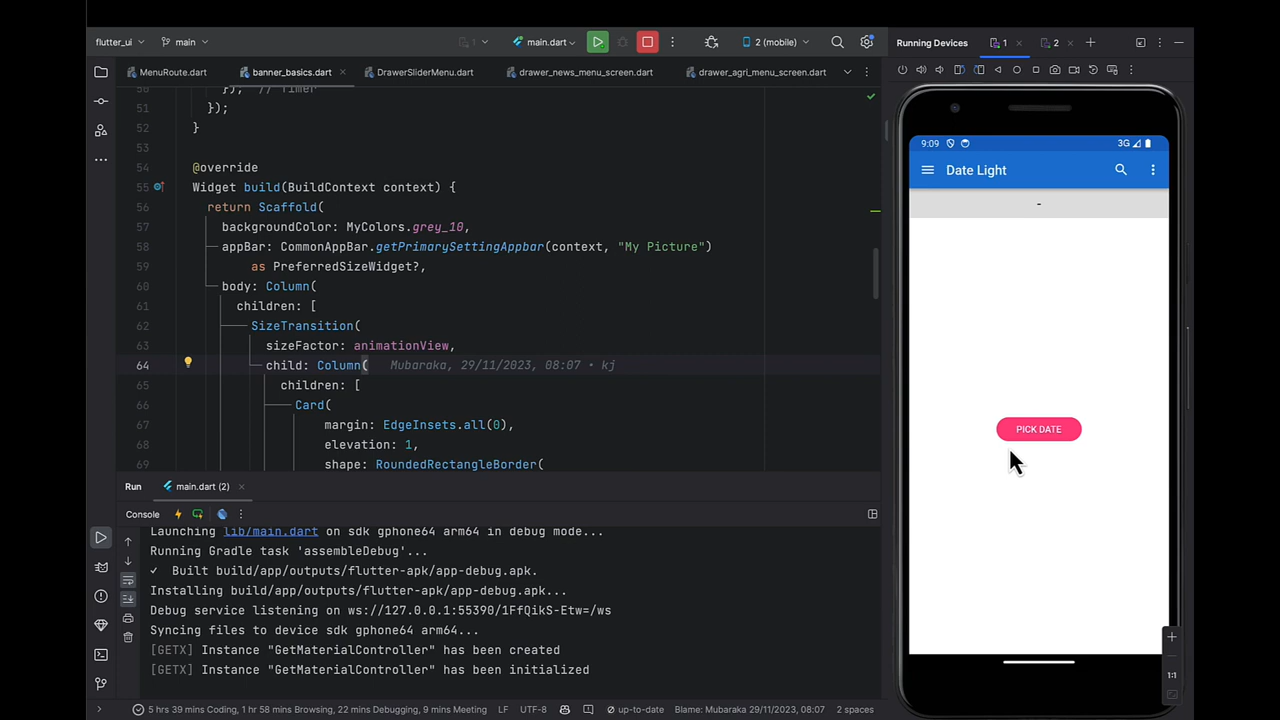 flutter_ui
main
1
main.dart
2 (mobile)
Running Devices
1
2
MenuRoute.dart
banner_basics.dart
DrawerSliderMenu.dart
drawer_news_menu_screen.dart
drawer_agri_menu_screen.dart
50 }); // Timer
51 });
52 }
53
54 @override
55 Widget build(BuildContext context) {
56 return Scaffold(
57 backgroundColor: MyColors.grey_10,
58 appBar: CommonAppBar.getPrimarySettingAppbar(context, "My Picture")
59 as PreferredSizeWidget?,
60 body: Column(
61 children: [
62 SizeTransition(
63 sizeFactor: animationView,
64 child: Column( Mubaraka, 29/11/2023, 08:07 • kj
65 children: [
66 Card(
67 margin: EdgeInsets.all(0),
68 elevation: 1,
69 shape: RoundedRectangleBorder(
Run
main.dart (2)
Console
Launching lib/main.dart on sdk gphone64 arm64 in debug mode...
Running Gradle task 'assembleDebug'...
✓ Built build/app/outputs/flutter-apk/app-debug.apk.
Installing build/app/outputs/flutter-apk/app-debug.apk...
Debug service listening on ws://127.0.0.1:55390/1FfQikS-Etw=/ws
Syncing files to device sdk gphone64 arm64...
[GETX] Instance "GetMaterialController" has been created
[GETX] Instance "GetMaterialController" has been initialized
5 hrs 39 mins Coding, 1 hr 58 mins Browsing, 22 mins Debugging, 9 mins Meeting
LF
UTF-8
up-to-date
Blame: Mubaraka 29/11/2023, 08:07
2 spaces
9:09
3G
Date Light
-
PICK DATE
1:1